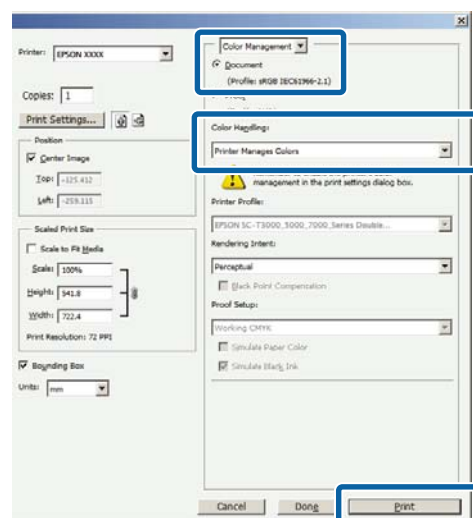 Printer: EPSON XXXX
Copies: 1
Print Settings...
Position
Center Image
Top: -125.412
Left: -259.115
Scaled Print Size
Scale to Fit Media
Scale: 100%
Height: 541.8
Width: 722.4
Print Resolution: 72 PPI
Bounding Box
Units: mm
Color Management
Document
(Profile: sRGB IEC61966-2.1)
Color Handling:
Printer Manages Colors
management in the print settings dialog box.
Printer Profile:
EPSON SC-T3000_5000_7000_Series Double...
Rendering Intent:
Perceptual
Black Point Compensation
Proof Setup:
Working CMYK
Simulate Paper Color
Simulate Black Ink
Cancel
Done
Print